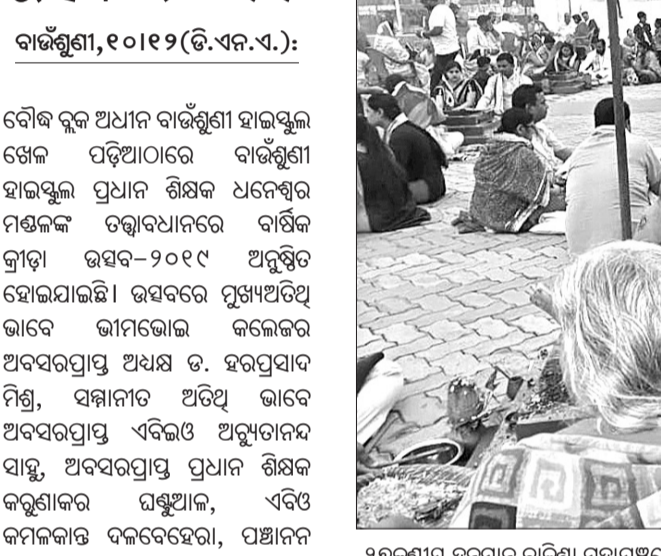 ବାଉଁଶୁଣୀ,୧୦।୧୨(ଡି.ଏନ.ଏ.):
ବୌଦ୍ଧ ବ୍ଲକ ଅଧୀନ ବାଉଁଶୁଣୀ ହାଇସ୍କୁଲ
ଖେଳ ପଡ଼ିଆଠାରେ ବାଉଁଶୁଣୀ
ହାଇସ୍କୁଲ ପ୍ରଧାନ ଶିକ୍ଷକ ଧନେଶ୍ୱର
ମଣ୍ଡଳଙ୍କ ତତ୍ତ୍ୱାବଧାନରେ ବାର୍ଷିକ
କ୍ରୀଡ଼ା ଉତ୍ସବ–୨୦୧୯ ଅନୁଷ୍ଠିତ
ହୋଇଯାଇଛି। ଉତ୍ସବରେ ମୁଖ୍ୟଅତିଥି
ଭାବେ ଭୀମଭୋଇ କଲେଜର
ଅବସରପ୍ରାପ୍ତ ଅଧ୍ୟକ୍ଷ ଡ. ହରପ୍ରସାଦ
ମିଶ୍ର, ସମ୍ମାନୀତ ଅତିଥି ଭାବେ
ଅବସରପ୍ରାପ୍ତ ଏବିଇଓ ଅଚ୍ୟୁତାନନ୍ଦ
ସାହୁ, ଅବସରପ୍ରାପ୍ତ ପ୍ରଧାନ ଶିକ୍ଷକ
କରୁଣାକର ଘଣ୍ଟୁଆଳ, ଏବିଓ
କମଳକାନ୍ତ ଦଳବେହେରା, ପଞ୍ଚାନନ